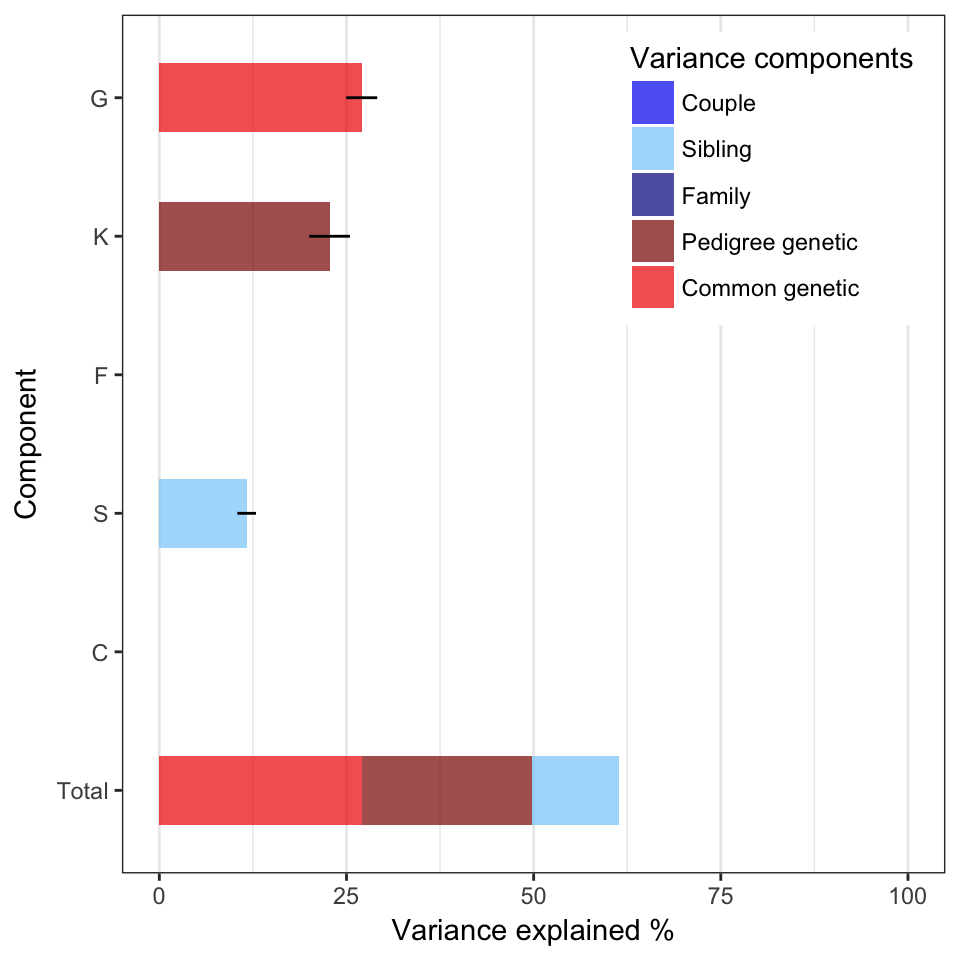 Variance components
Couple
Sibling
Family
Pedigree genetic
Common genetic
G
K
F
S
C
Total
Component
0 25 50 75 100
Variance explained %